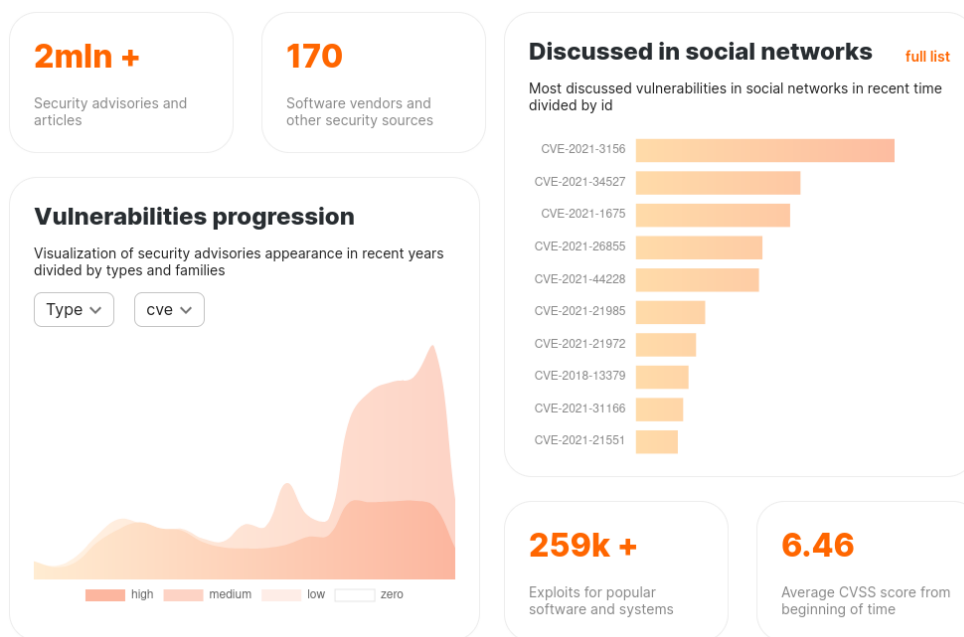 2mln +
Security advisories and
articles
170
Software vendors and
other security sources
Vulnerabilities progression
Visualization of security advisories appearance in recent years
divided by types and families
Type
cve
high
medium
low
zero
Discussed in social networks
full list
Most discussed vulnerabilities in social networks in recent time
divided by id
CVE-2021-3156
CVE-2021-34527
CVE-2021-1675
CVE-2021-26855
CVE-2021-44228
CVE-2021-21985
CVE-2021-21972
CVE-2018-13379
CVE-2021-31166
CVE-2021-21551
259k +
Exploits for popular
software and systems
6.46
Average CVSS score from
beginning of time